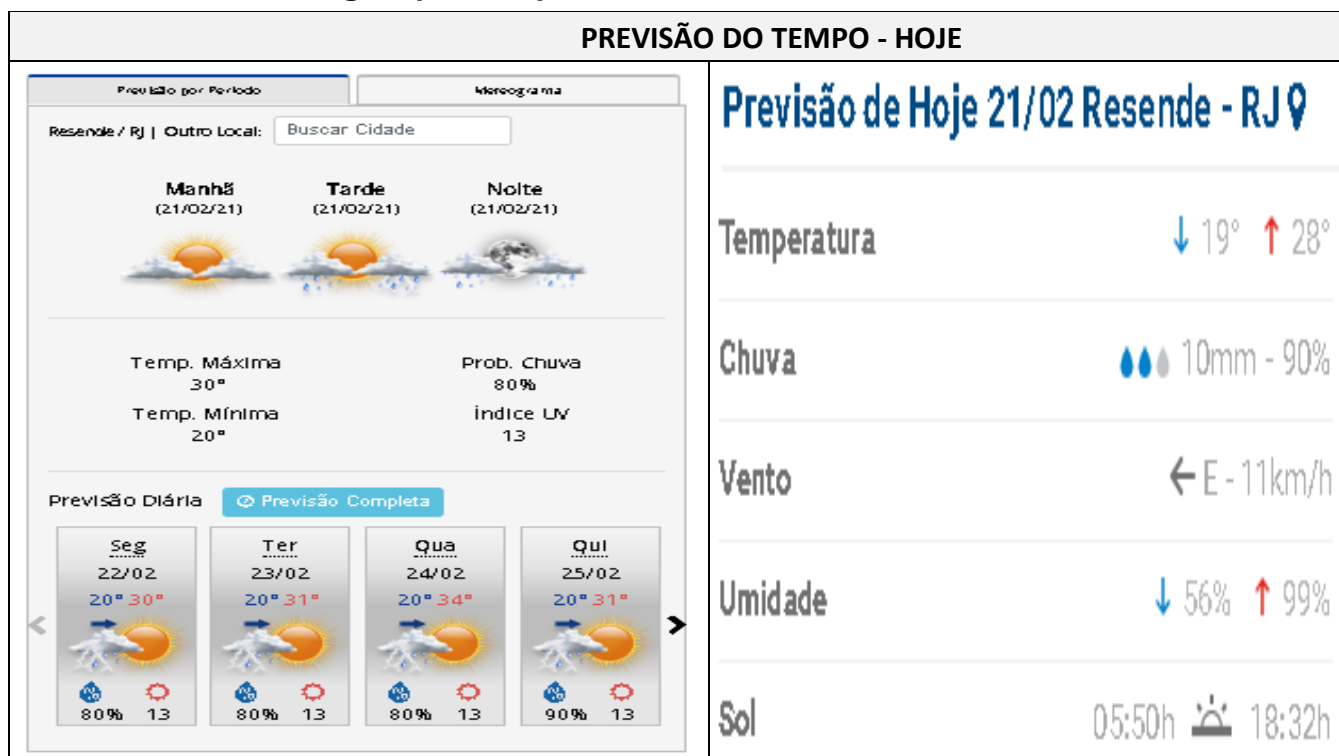 PREVISÃO DO TEMPO - HOJE
Previsão por Período
Meteograma
Resende / RJ | Outro Local: Buscar Cidade
Manhã Tarde Noite
(21/02/21) (21/02/21) (21/02/21)
Temp. Máxima Prob. Chuva
30° 80%
Temp. Mínima Índice UV
20° 13
Previsão Diária Previsão Completa
Seg Ter Qua Qui
22/02 23/02 24/02 25/02
20° 30° 20° 31° 20° 34° 20° 31°
80% 13 80% 13 80% 13 90% 13
Previsão de Hoje 21/02 Resende - RJ
Temperatura 19° 28°
Chuva 10mm - 90%
Vento E - 11km/h
Umidade 56% 99%
Sol 05:50h 18:32h